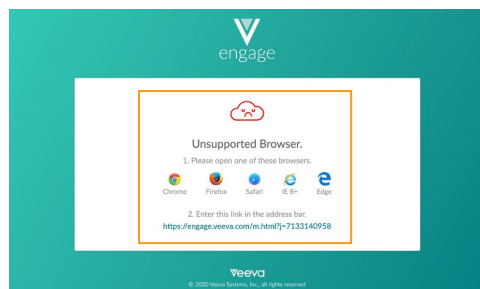 engage
Unsupported Browser.
1. Please open one of these browsers.
Chrome Firefox Safari IE 8+ Edge
2. Enter this link in the address bar.
https://engage.veeva.com/m.html?j=7133140958
Veeva
© 2020 Veeva Systems, Inc., all rights reserved